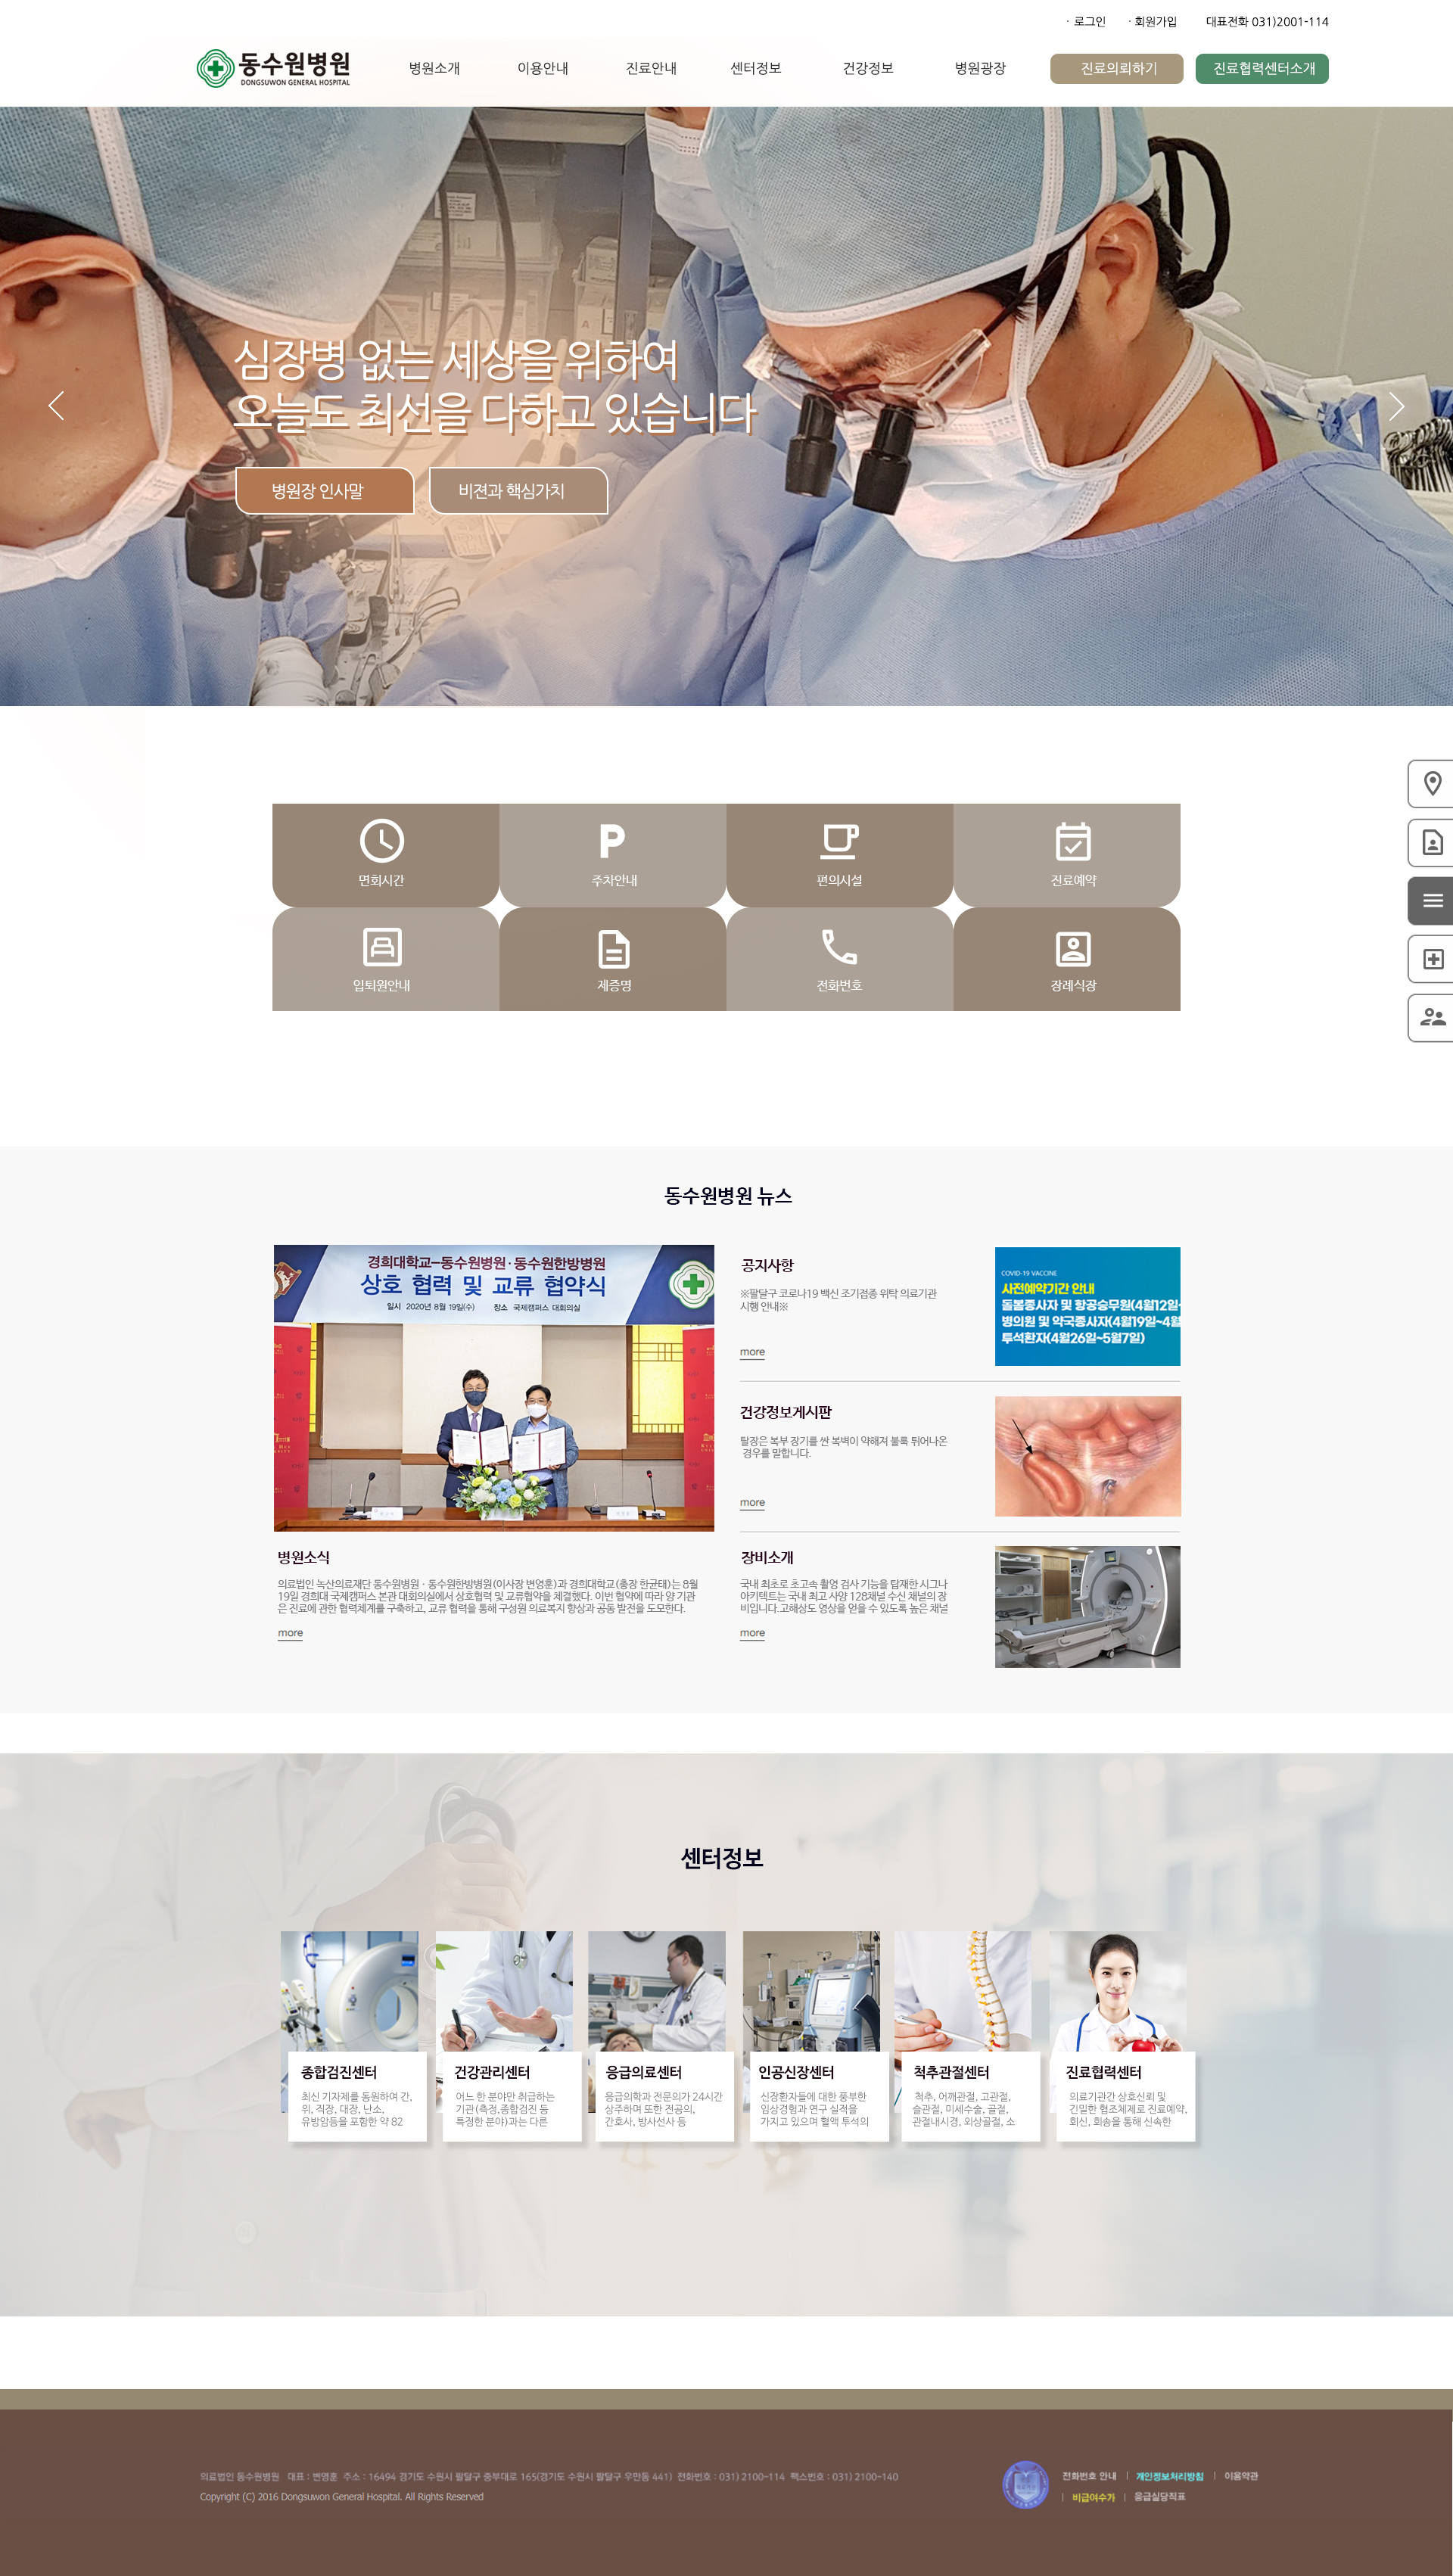 · 로그인 · 회원가입 대표전화 031)2001-114
동수원병원
DONGSUWON GENERAL HOSPITAL
병원소개 이용안내 진료안내 센터정보 건강정보 병원광장 진료의뢰하기 진료협력센터소개
심장병 없는 세상을 위하여
오늘도 최선을 다하고 있습니다
병원장 인사말 비젼과 핵심가치
면회시간 주차안내 편의시설 진료예약
입퇴원안내 제증명 전화번호 장례식장
동수원병원 뉴스
경희대학교-동수원병원·동수원한방병원
상호 협력 및 교류 협약식
일시 2020년 8월 19일(수) 장소 국제캠퍼스 대회의실
병원소식
의료법인 녹산의료재단 동수원병원 · 동수원한방병원(이사장 변영훈)과 경희대학교(총장 한균태)는 8월
19일 경희대 국제캠퍼스 본관 대회의실에서 상호협력 및 교류협약을 체결했다. 이번 협약에 따라 양 기관
은 진료에 관한 협력체계를 구축하고, 교류 협력을 통해 구성원 의료복지 향상과 공동 발전을 도모한다.
more
공지사항
※팔달구 코로나19 백신 조기접종 위탁 의료기관
시행 안내※
more
COVID-19 VACCINE
사전예약기간 안내
돌봄종사자 및 항공승무원(4월12일~
병의원 및 약국종사자(4월19일~4월
투석환자(4월26일~5월7일)
건강정보게시판
탈장은 복부 장기를 싼 복벽이 약해져 불룩 튀어나온
경우를 말합니다.
more
장비소개
국내 최초로 초고속 촬영 검사 기능을 탑재한 시그나
아키텍트는 국내 최고 사양 128채널 수신 채널의 장
비입니다.고해상도 영상을 얻을 수 있도록 높은 채널
more
센터정보
종합검진센터
최신 기자제를 동원하여 간,
위, 직장, 대장, 난소,
유방암등을 포함한 약 82
건강관리센터
어느 한 분야만 취급하는
기관(측정,종합검진 등
특정한 분야)과는 다른
응급의료센터
응급의학과 전문의가 24시간
상주하며 또한 전공의,
간호사, 방사선사 등
인공신장센터
신장환자들에 대한 풍부한
임상경험과 연구 실적을
가지고 있으며 혈액 투석의
척추관절센터
척추, 어깨관절, 고관절,
슬관절, 미세수술, 골절,
관절내시경, 외상골절, 소
진료협력센터
의료기관간 상호신뢰 및
긴밀한 협조체제로 진료예약,
회신, 회송을 통해 신속한
의료법인 동수원병원 대표 : 변영훈 주소 : 16494 경기도 수원시 팔달구 중부대로 165(경기도 수원시 팔달구 우만동 441) 전화번호 : 031) 2100-114 팩스번호 : 031) 2100-140
Copyright (C) 2016 Dongsuwon General Hospital. All Rights Reserved
전화번호 안내 | 개인정보처리방침 | 이용약관
| 비급여수가 | 응급실당직표